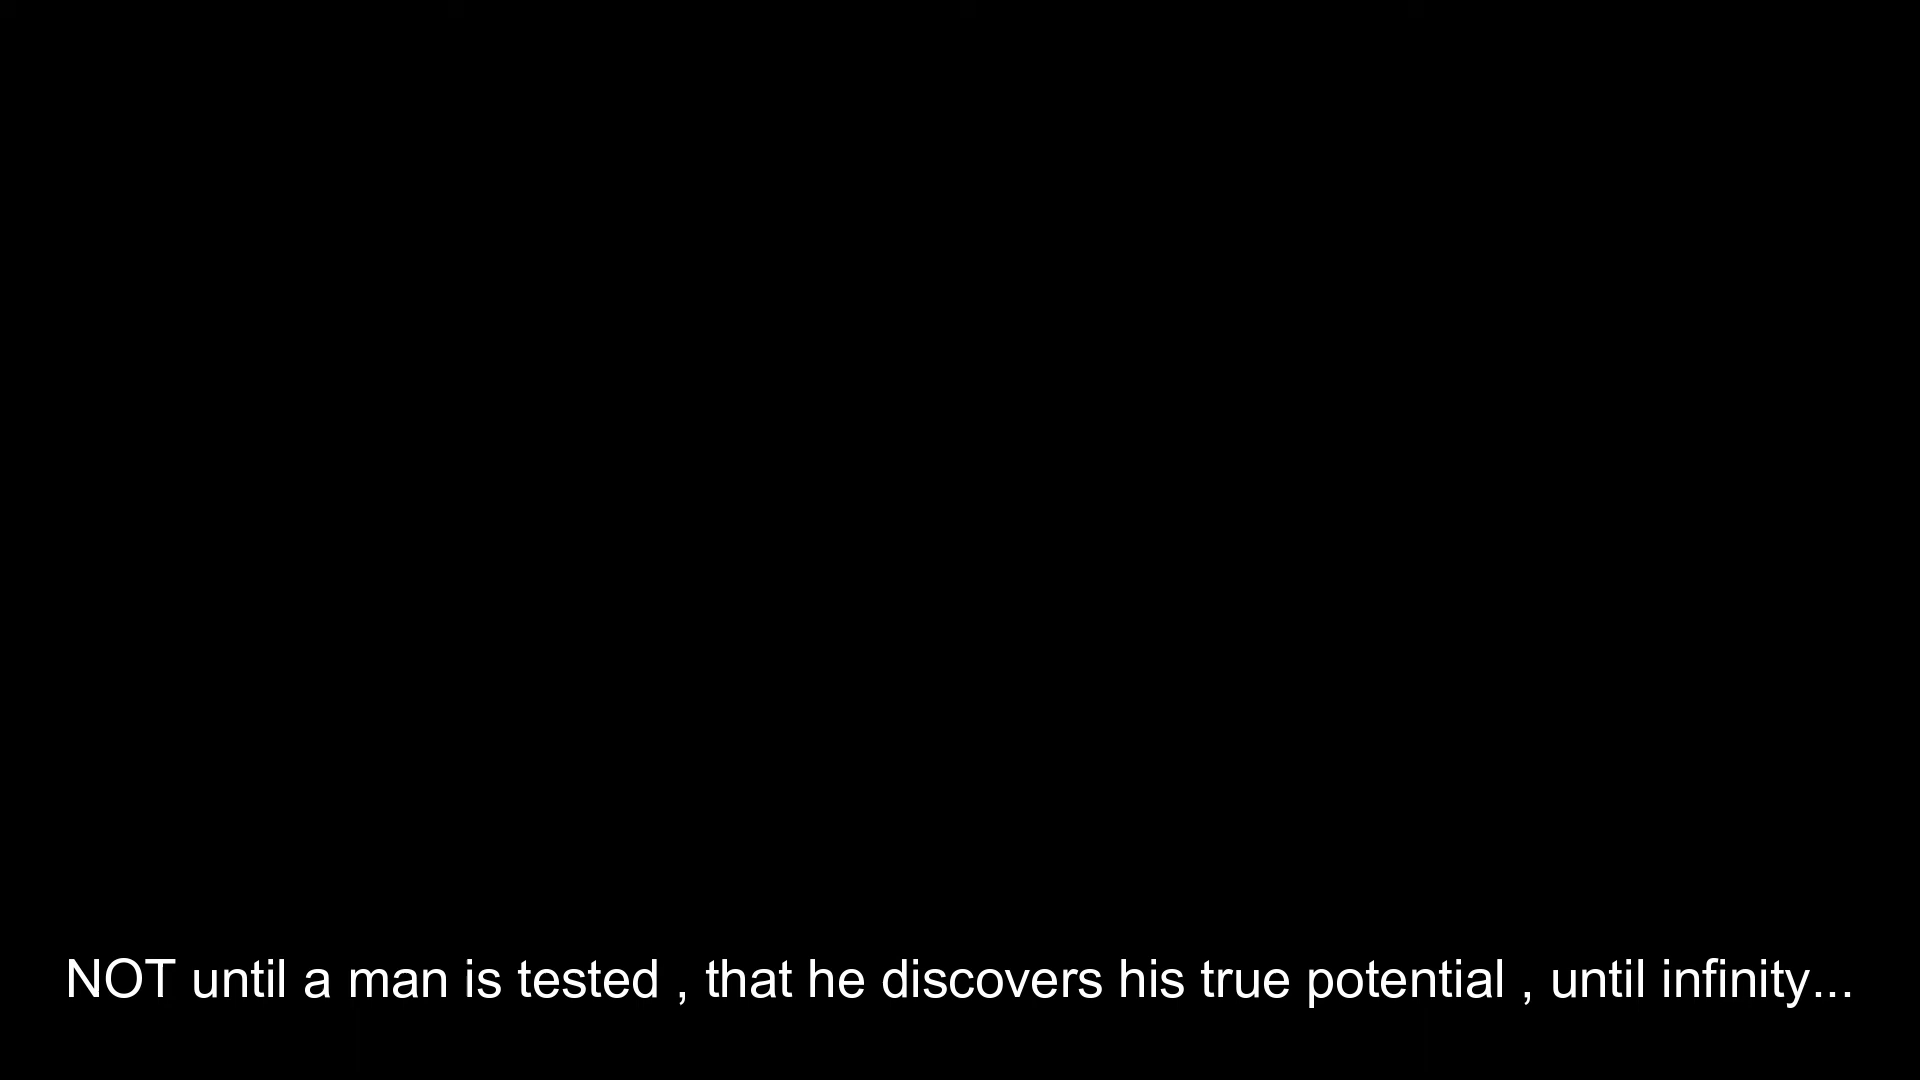 NOT until a man is tested , that he discovers his true potential , until infinity...